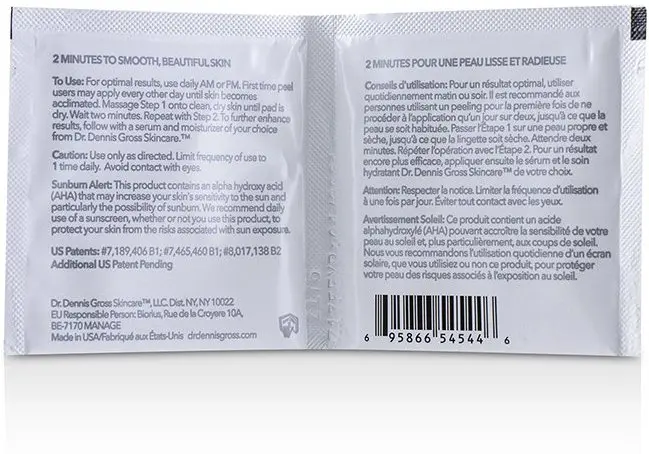 2 MINUTES TO SMOOTH, BEAUTIFUL SKIN
To Use: For optimal results, use daily AM or PM. First time peel
users may apply every other day until skin becomes
acclimated. Massage Step 1 onto clean, dry skin until pad is
dry. Wait two minutes. Repeat with Step 2. To further enhance
results, follow with a serum and moisturizer of your choice
from Dr. Dennis Gross Skincare.™
Caution: Use only as directed. Limit frequency of use to
1 time daily. Avoid contact with eyes.
Sunburn Alert: This product contains an alpha hydroxy acid
(AHA) that may increase your skin's sensitivity to the sun and
particularly the possibility of sunburn. We recommend daily
use of a sunscreen, whether or not you use this product, to
protect your skin from the risks associated with sun exposure.
US Patents: #7,189,406 B1; #7,465,460 B1; #8,017,138 B2
Additional US Patent Pending
Dr. Dennis Gross Skincare™, LLC. Dist. NY, NY 10022
EU Responsible Person: Biorius, Rue de la Croyere 10A,
BE-7170 MANAGE
Made in USA/Fabriqué aux États-Unis drdennisgross.com
2 MINUTES POUR UNE PEAU LISSE ET RADIEUSE
Conseils d'utilisation: Pour un résultat optimal, utiliser
quotidiennement matin ou soir. Il est recommandé aux
personnes utilisant un peeling pour la première fois de ne
procéder à l'application qu'un jour sur deux, jusqu'à ce que la
peau se soit habituée. Passer l'Étape 1 sur une peau propre et
sèche, jusqu'à ce que la lingette soit sèche. Attendre deux
minutes. Répéter l'opération avec l'Etape 2. Pour un résultat
encore plus efficace, appliquer ensuite le sérum et le soin
hydratant Dr. Dennis Gross Skincare™ de votre choix.
Attention: Respecter la notice. Limiter la fréquence d'utilisation
à une fois par jour. Éviter tout contact avec les yeux.
Avertissement Soleil: Ce produit contient un acide
alphahydroxylé (AHA) pouvant accroître la sensibilité de votre
peau au soleil et, plus particulièrement, aux coups de soleil.
Nous vous recommandons l'utilisation quotidienne d'un écran
solaire, que vous utilisiez ou non ce produit, pour protéger
votre peau des risques associés à l'exposition au soleil.
6 95866 54544 6